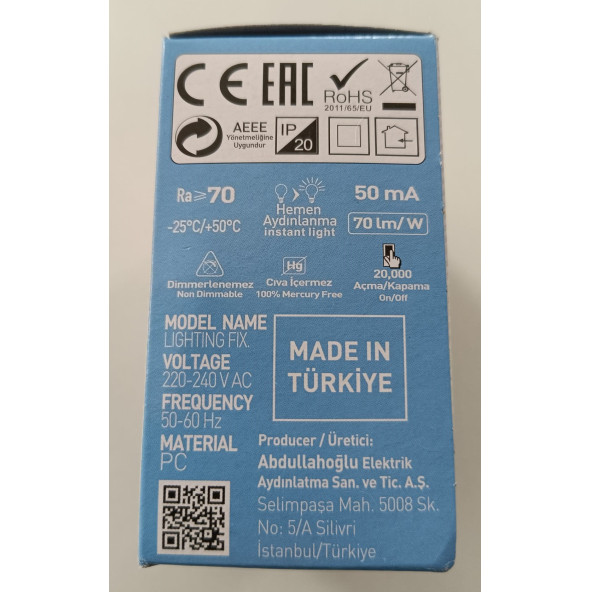 CE EAC RoHS
2011/65/EU
AEEE
Yönetmeliğine
Uygundur
IP
20
Ra≥70
50 mA
Hemen
Aydınlanma
instant light
-25°C/+50°C
70 lm/W
Dimmerlenemez
Non Dimmable
Hg
Cıva İçermez
100% Mercury Free
20,000
Açma/Kapama
On/Off
MODEL NAME
LIGHTING FIX.
VOLTAGE
220-240 V AC
FREQUENCY
50-60 Hz
MATERIAL
PC
MADE IN
TÜRKİYE
Producer / Üretici:
Abdullahoğlu Elektrik
Aydınlatma San. ve Tic. A.Ş.
Selimpaşa Mah. 5008 Sk.
No: 5/A Silivri
İstanbul/Türkiye